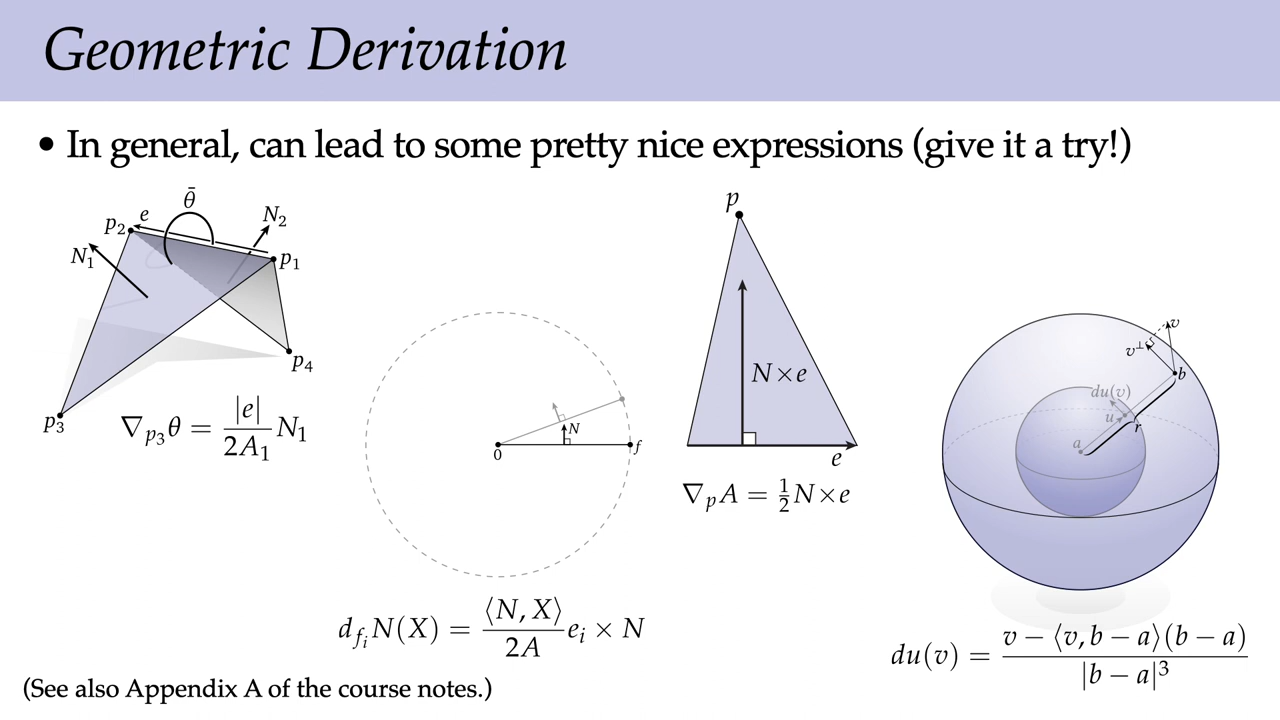 Geometric Derivation
• In general, can lead to some pretty nice expressions (give it a try!)
θ̄
p₂
e
N₂
N₁
p₁
p₄
p₃
∇_{p₃}θ = |e| / 2A₁ N₁
N
0
f
p
N×e
e
∇_p A = ½ N×e
v
v⊥
b
du(v)
u
r
a
d_{f_i}N(X) = ⟨N, X⟩ / 2A e_i × N
du(v) = v − ⟨v, b − a⟩(b − a) / |b − a|³
(See also Appendix A of the course notes.)